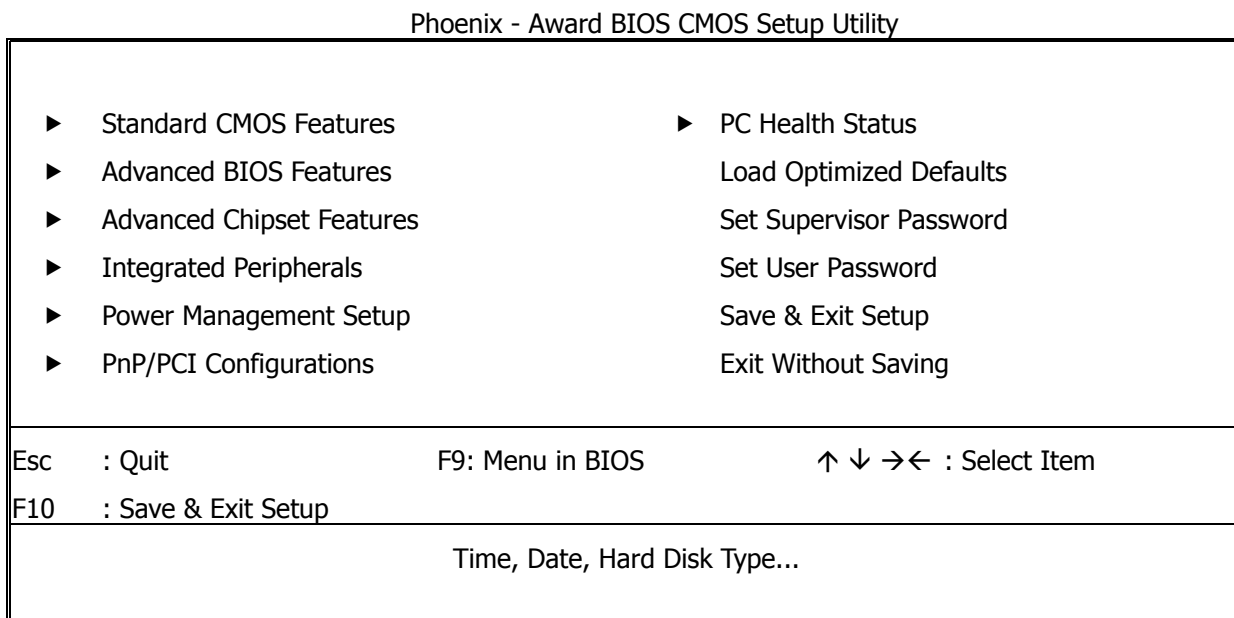 Phoenix - Award BIOS CMOS Setup Utility
▶ Standard CMOS Features
▶ Advanced BIOS Features
▶ Advanced Chipset Features
▶ Integrated Peripherals
▶ Power Management Setup
▶ PnP/PCI Configurations
▶ PC Health Status
Load Optimized Defaults
Set Supervisor Password
Set User Password
Save & Exit Setup
Exit Without Saving
Esc : Quit
F9: Menu in BIOS
↑ ↓ →← : Select Item
F10 : Save & Exit Setup
Time, Date, Hard Disk Type...